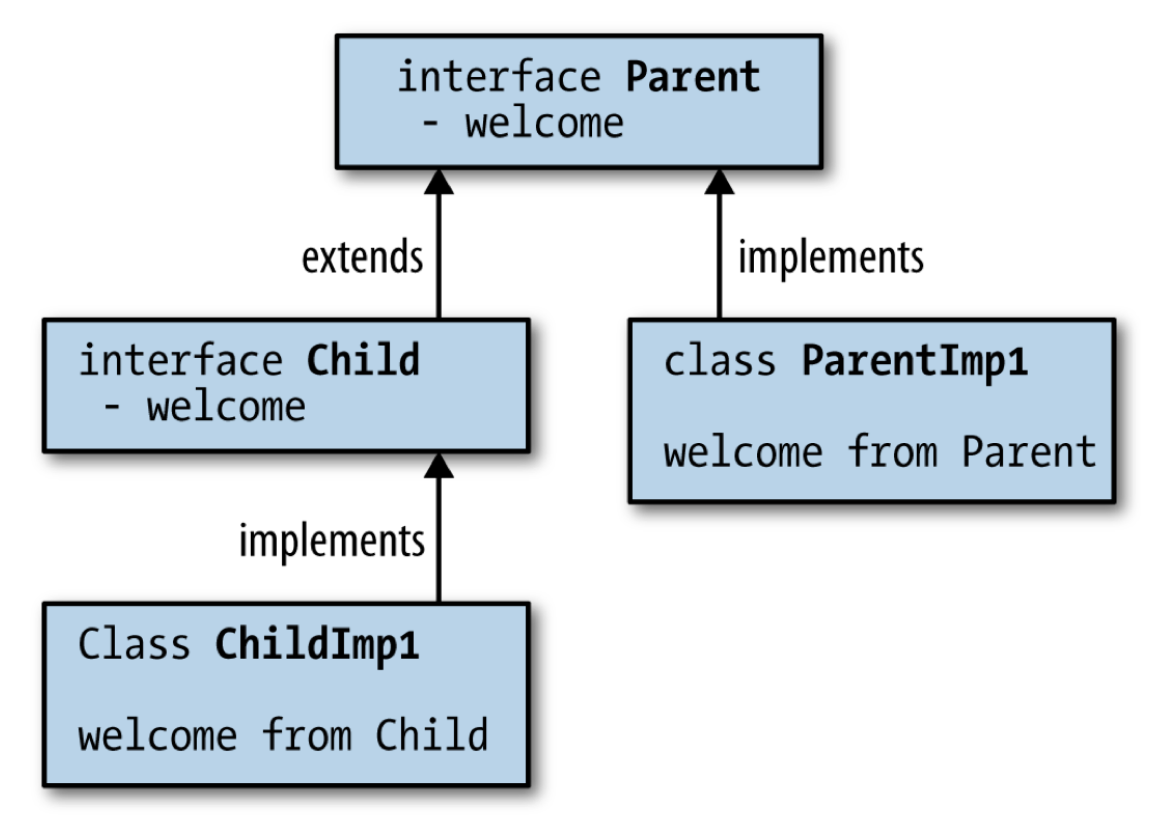 interface Parent
- welcome
extends
implements
interface Child
- welcome
class ParentImp1
welcome from Parent
implements
Class ChildImp1
welcome from Child